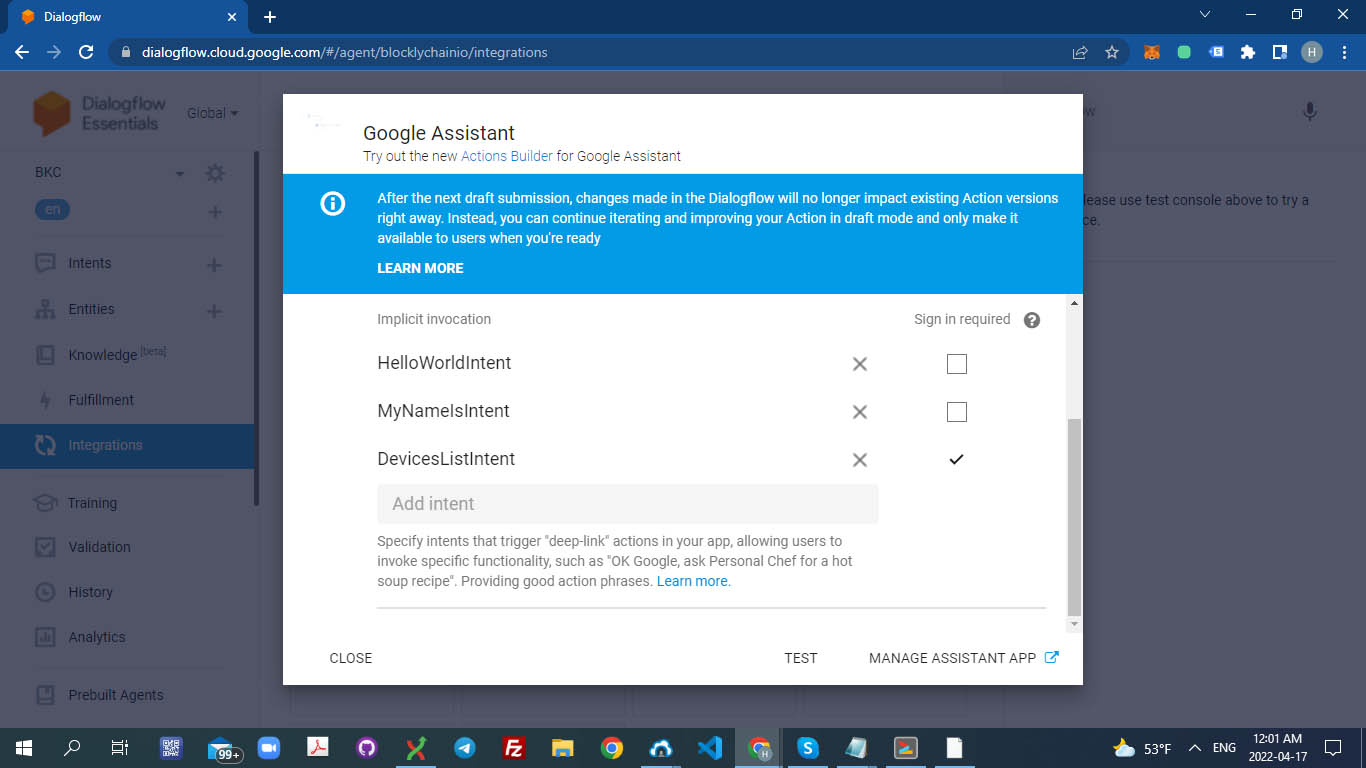 Dialogflow
dialogflow.cloud.google.com/#/agent/blocklychainio/integrations
H
Dialogflow
Essentials
Global
BKC
en
Intents
Entities
Knowledge [beta]
Fulfillment
Integrations
Training
Validation
History
Analytics
Prebuilt Agents
Google Assistant
Try out the new Actions Builder for Google Assistant
After the next draft submission, changes made in the Dialogflow will no longer impact existing Action versions
right away. Instead, you can continue iterating and improving your Action in draft mode and only make it
available to users when you're ready
LEARN MORE
Implicit invocation
Sign in required
HelloWorldIntent
MyNameIsIntent
DevicesListIntent
Add intent
Specify intents that trigger "deep-link" actions in your app, allowing users to
invoke specific functionality, such as "OK Google, ask Personal Chef for a hot
soup recipe". Providing good action phrases. Learn more.
CLOSE
TEST
MANAGE ASSISTANT APP
please use test console above to try a
99+
53°F
ENG
12:01 AM
2022-04-17